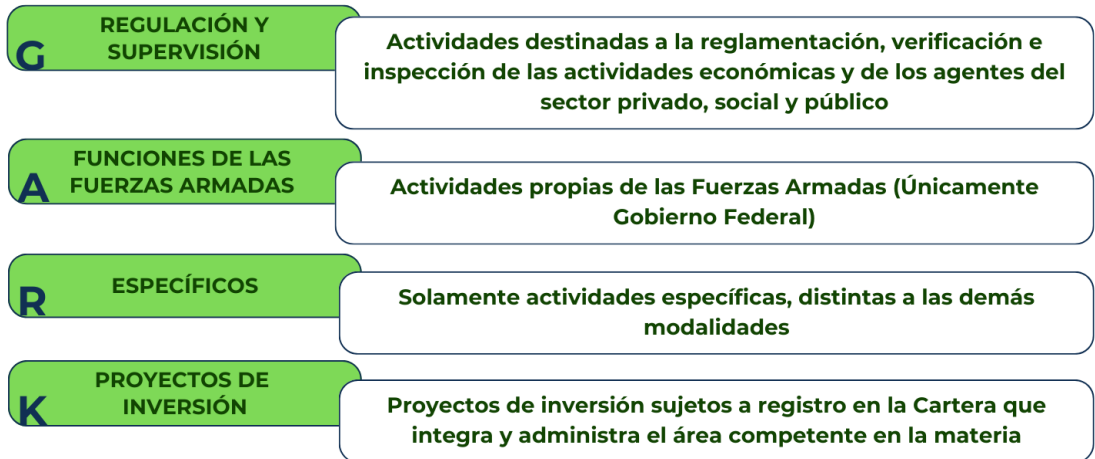 G
REGULACIÓN Y
SUPERVISIÓN
Actividades destinadas a la reglamentación, verificación e
inspección de las actividades económicas y de los agentes del
sector privado, social y público
A
FUNCIONES DE LAS
FUERZAS ARMADAS
Actividades propias de las Fuerzas Armadas (Únicamente
Gobierno Federal)
R
ESPECÍFICOS
Solamente actividades específicas, distintas a las demás
modalidades
K
PROYECTOS DE
INVERSIÓN
Proyectos de inversión sujetos a registro en la Cartera que
integra y administra el área competente en la materia